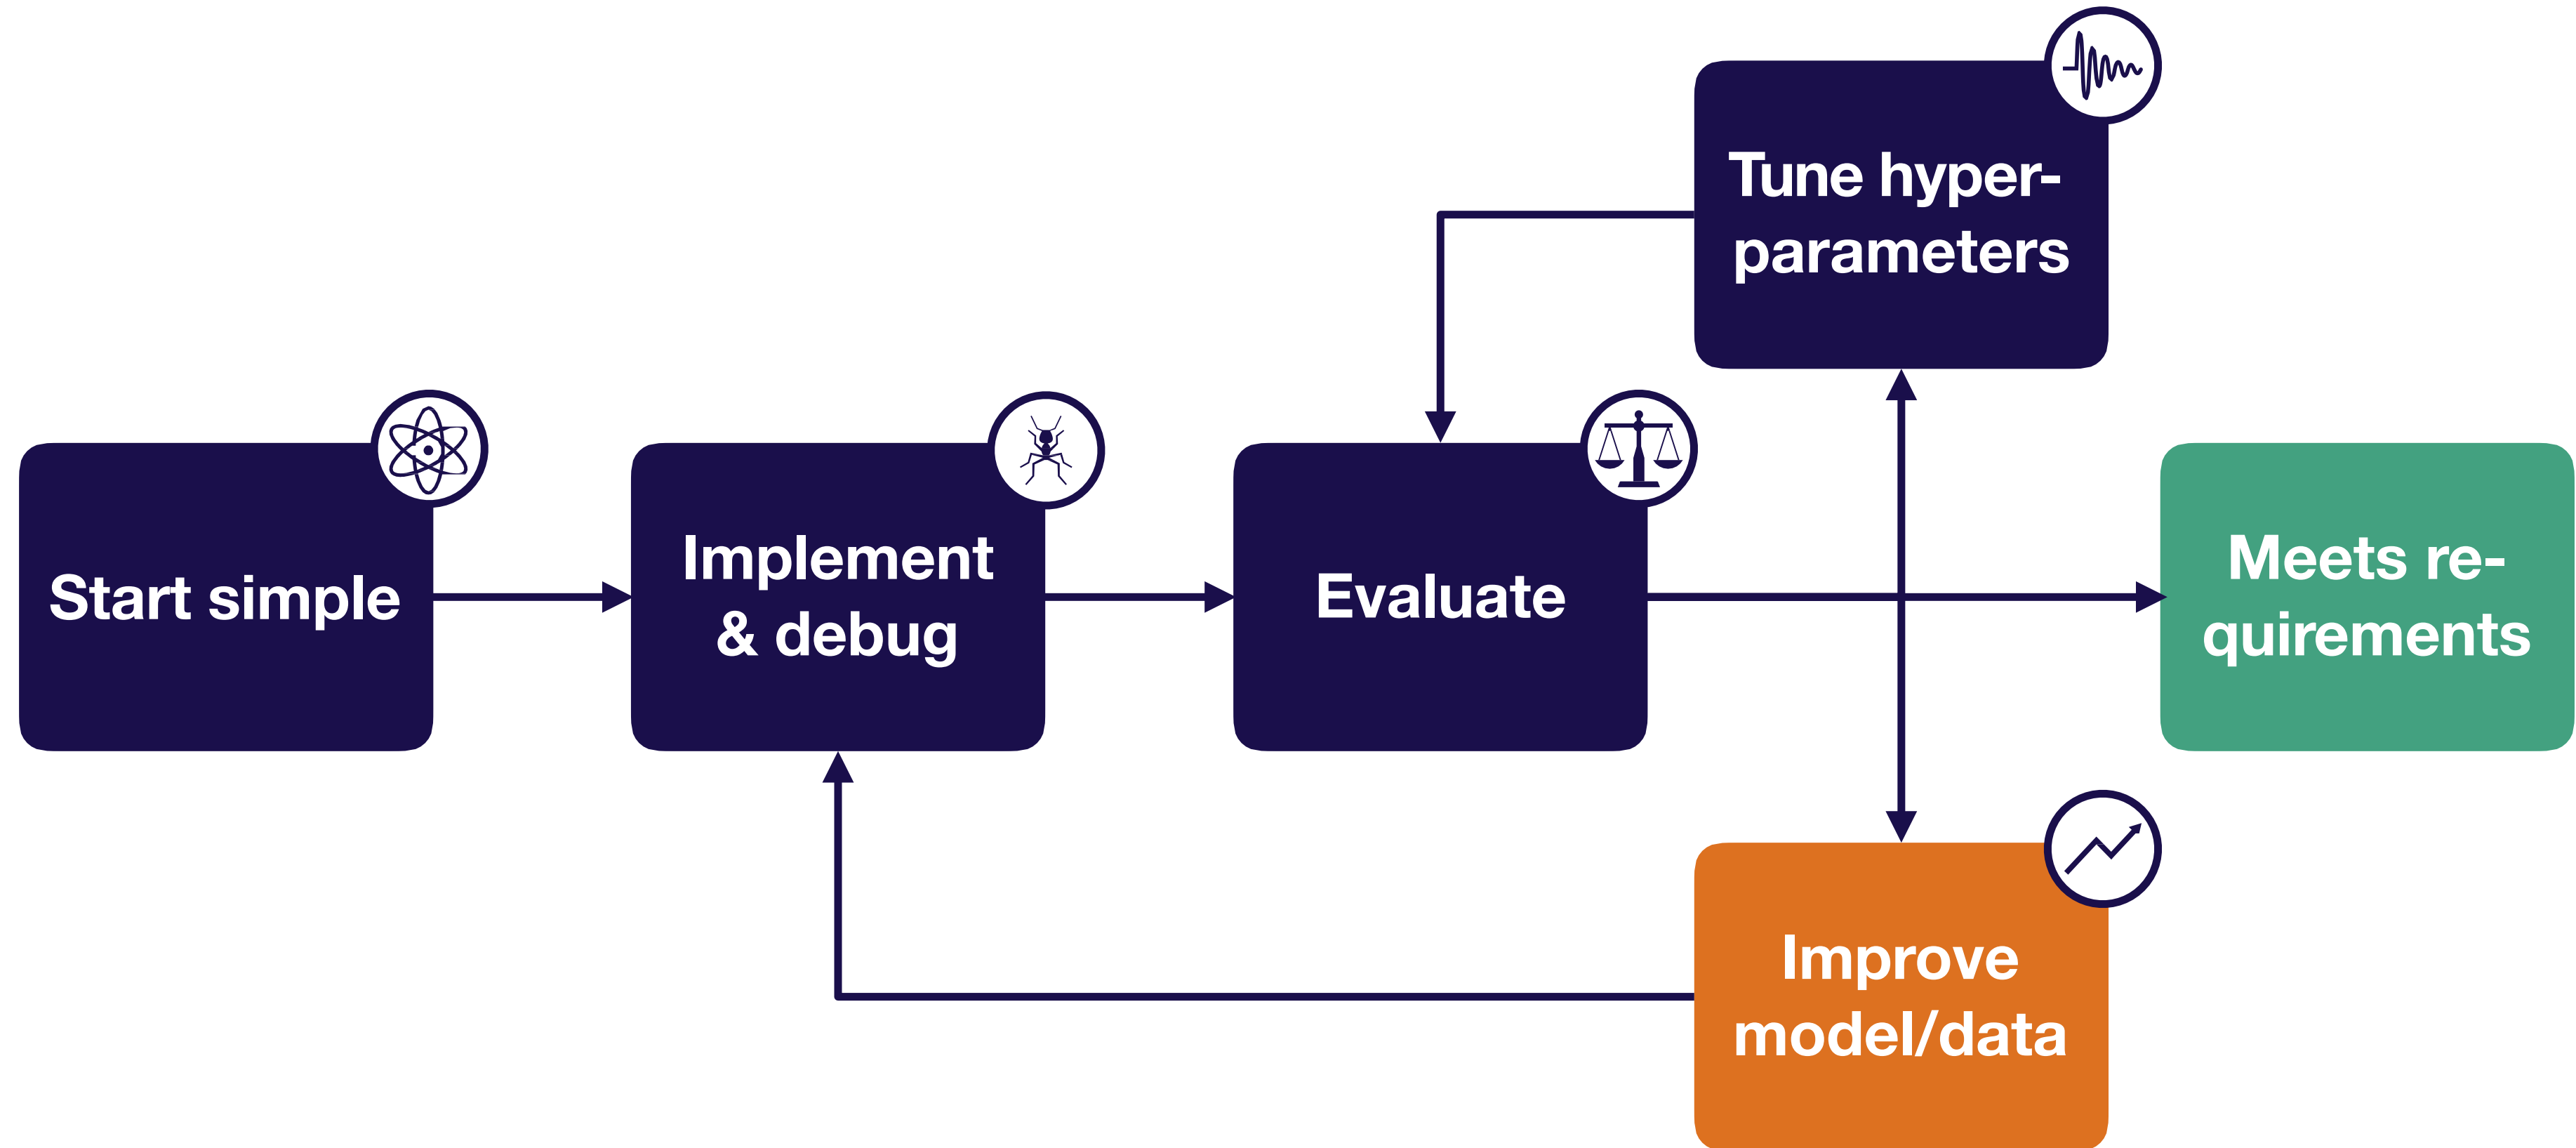 Tune hyper-
parameters
Start simple
Implement
& debug
Evaluate
Meets re-
quirements
Improve
model/data